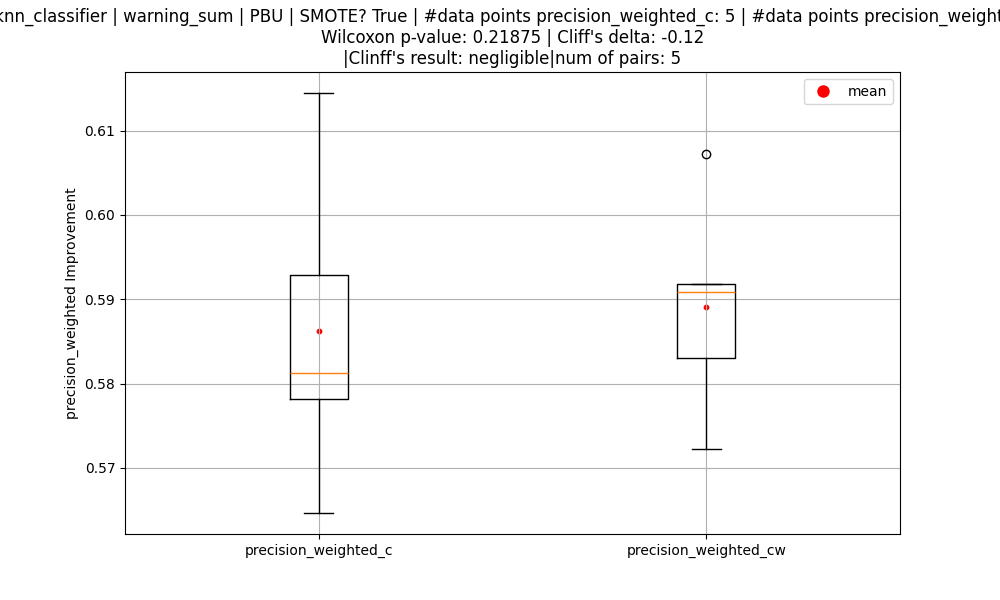 knn_classifier | warning_sum | PBU | SMOTE? True | #data points precision_weighted_c: 5 | #data points
Wilcoxon p-value: 0.21875 | Cliff's delta: -0.12
|Clinff's result: negligible|num of pairs: 5
mean
0.61
0.60
0.59
0.58
0.57
precision_weighted Improvement
precision_weighted_c
precision_weighted_cw